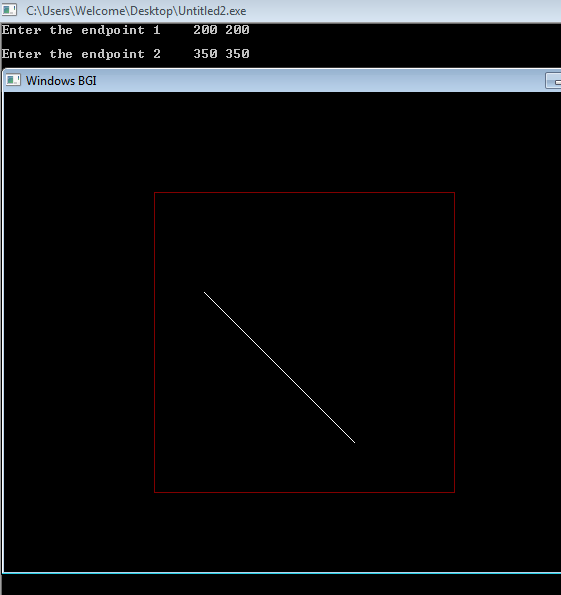 C:\Users\Welcome\Desktop\Untitled2.exe
Enter the endpoint 1    200 200
Enter the endpoint 2    350 350
Windows BGI